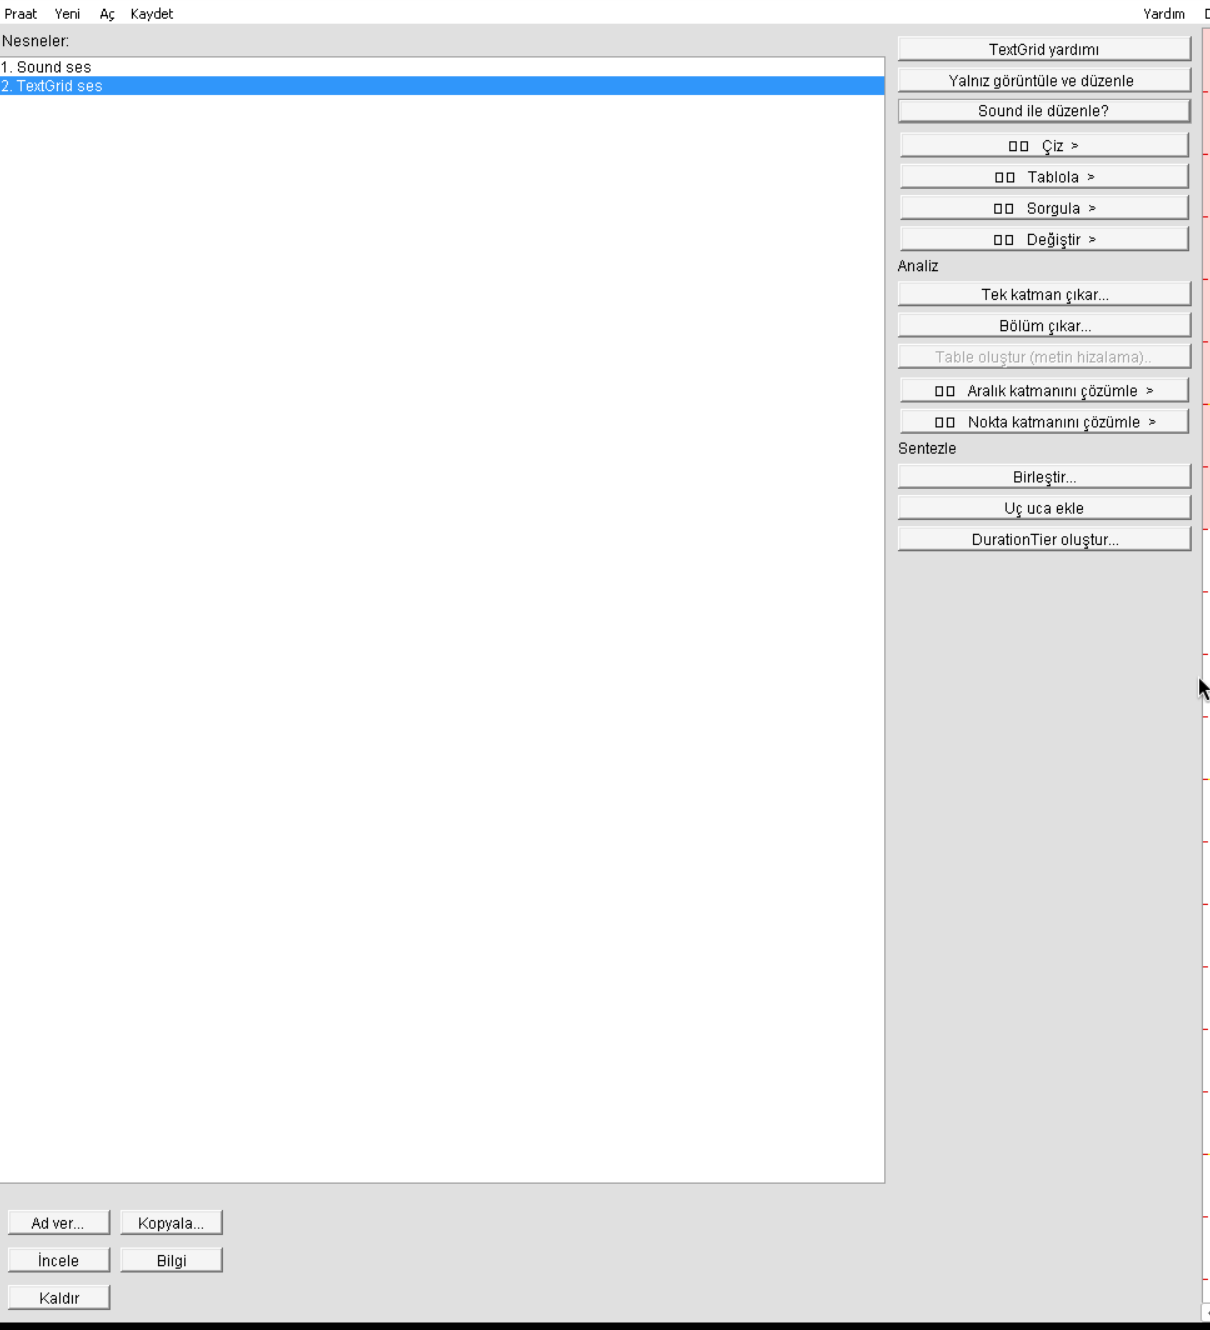 Praat Yeni Aç Kaydet Yardım
Nesneler:
1. Sound ses
2. TextGrid ses
TextGrid yardımı
Yalnız görüntüle ve düzenle
Sound ile düzenle?
Çiz >
Tablola >
Sorgula >
Değiştir >
Analiz
Tek katman çıkar...
Bölüm çıkar...
Table oluştur (metin hizalama)..
Aralık katmanını çözümle >
Nokta katmanını çözümle >
Sentezle
Birleştir...
Uç uca ekle
DurationTier oluştur...
Ad ver... Kopyala...
İncele Bilgi
Kaldır